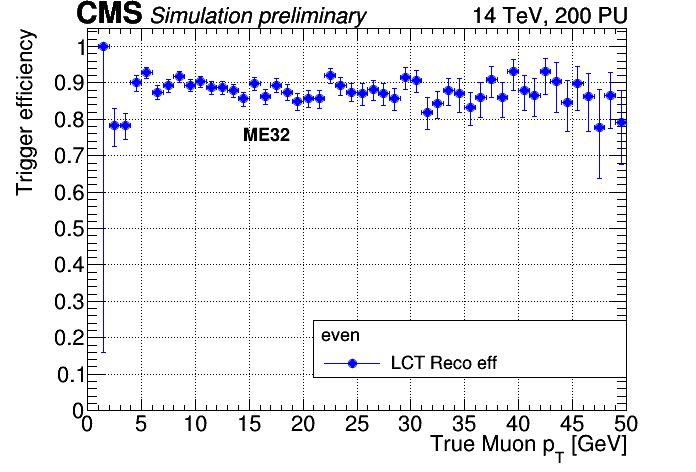 CMS Simulation preliminary 14 TeV, 200 PU
Trigger efficiency
1
0.9
0.8
0.7
0.6
0.5
0.4
0.3
0.2
0.1
0
ME32
even
LCT Reco eff
0 5 10 15 20 25 30 35 40 45 50
True Muon p_T [GeV]